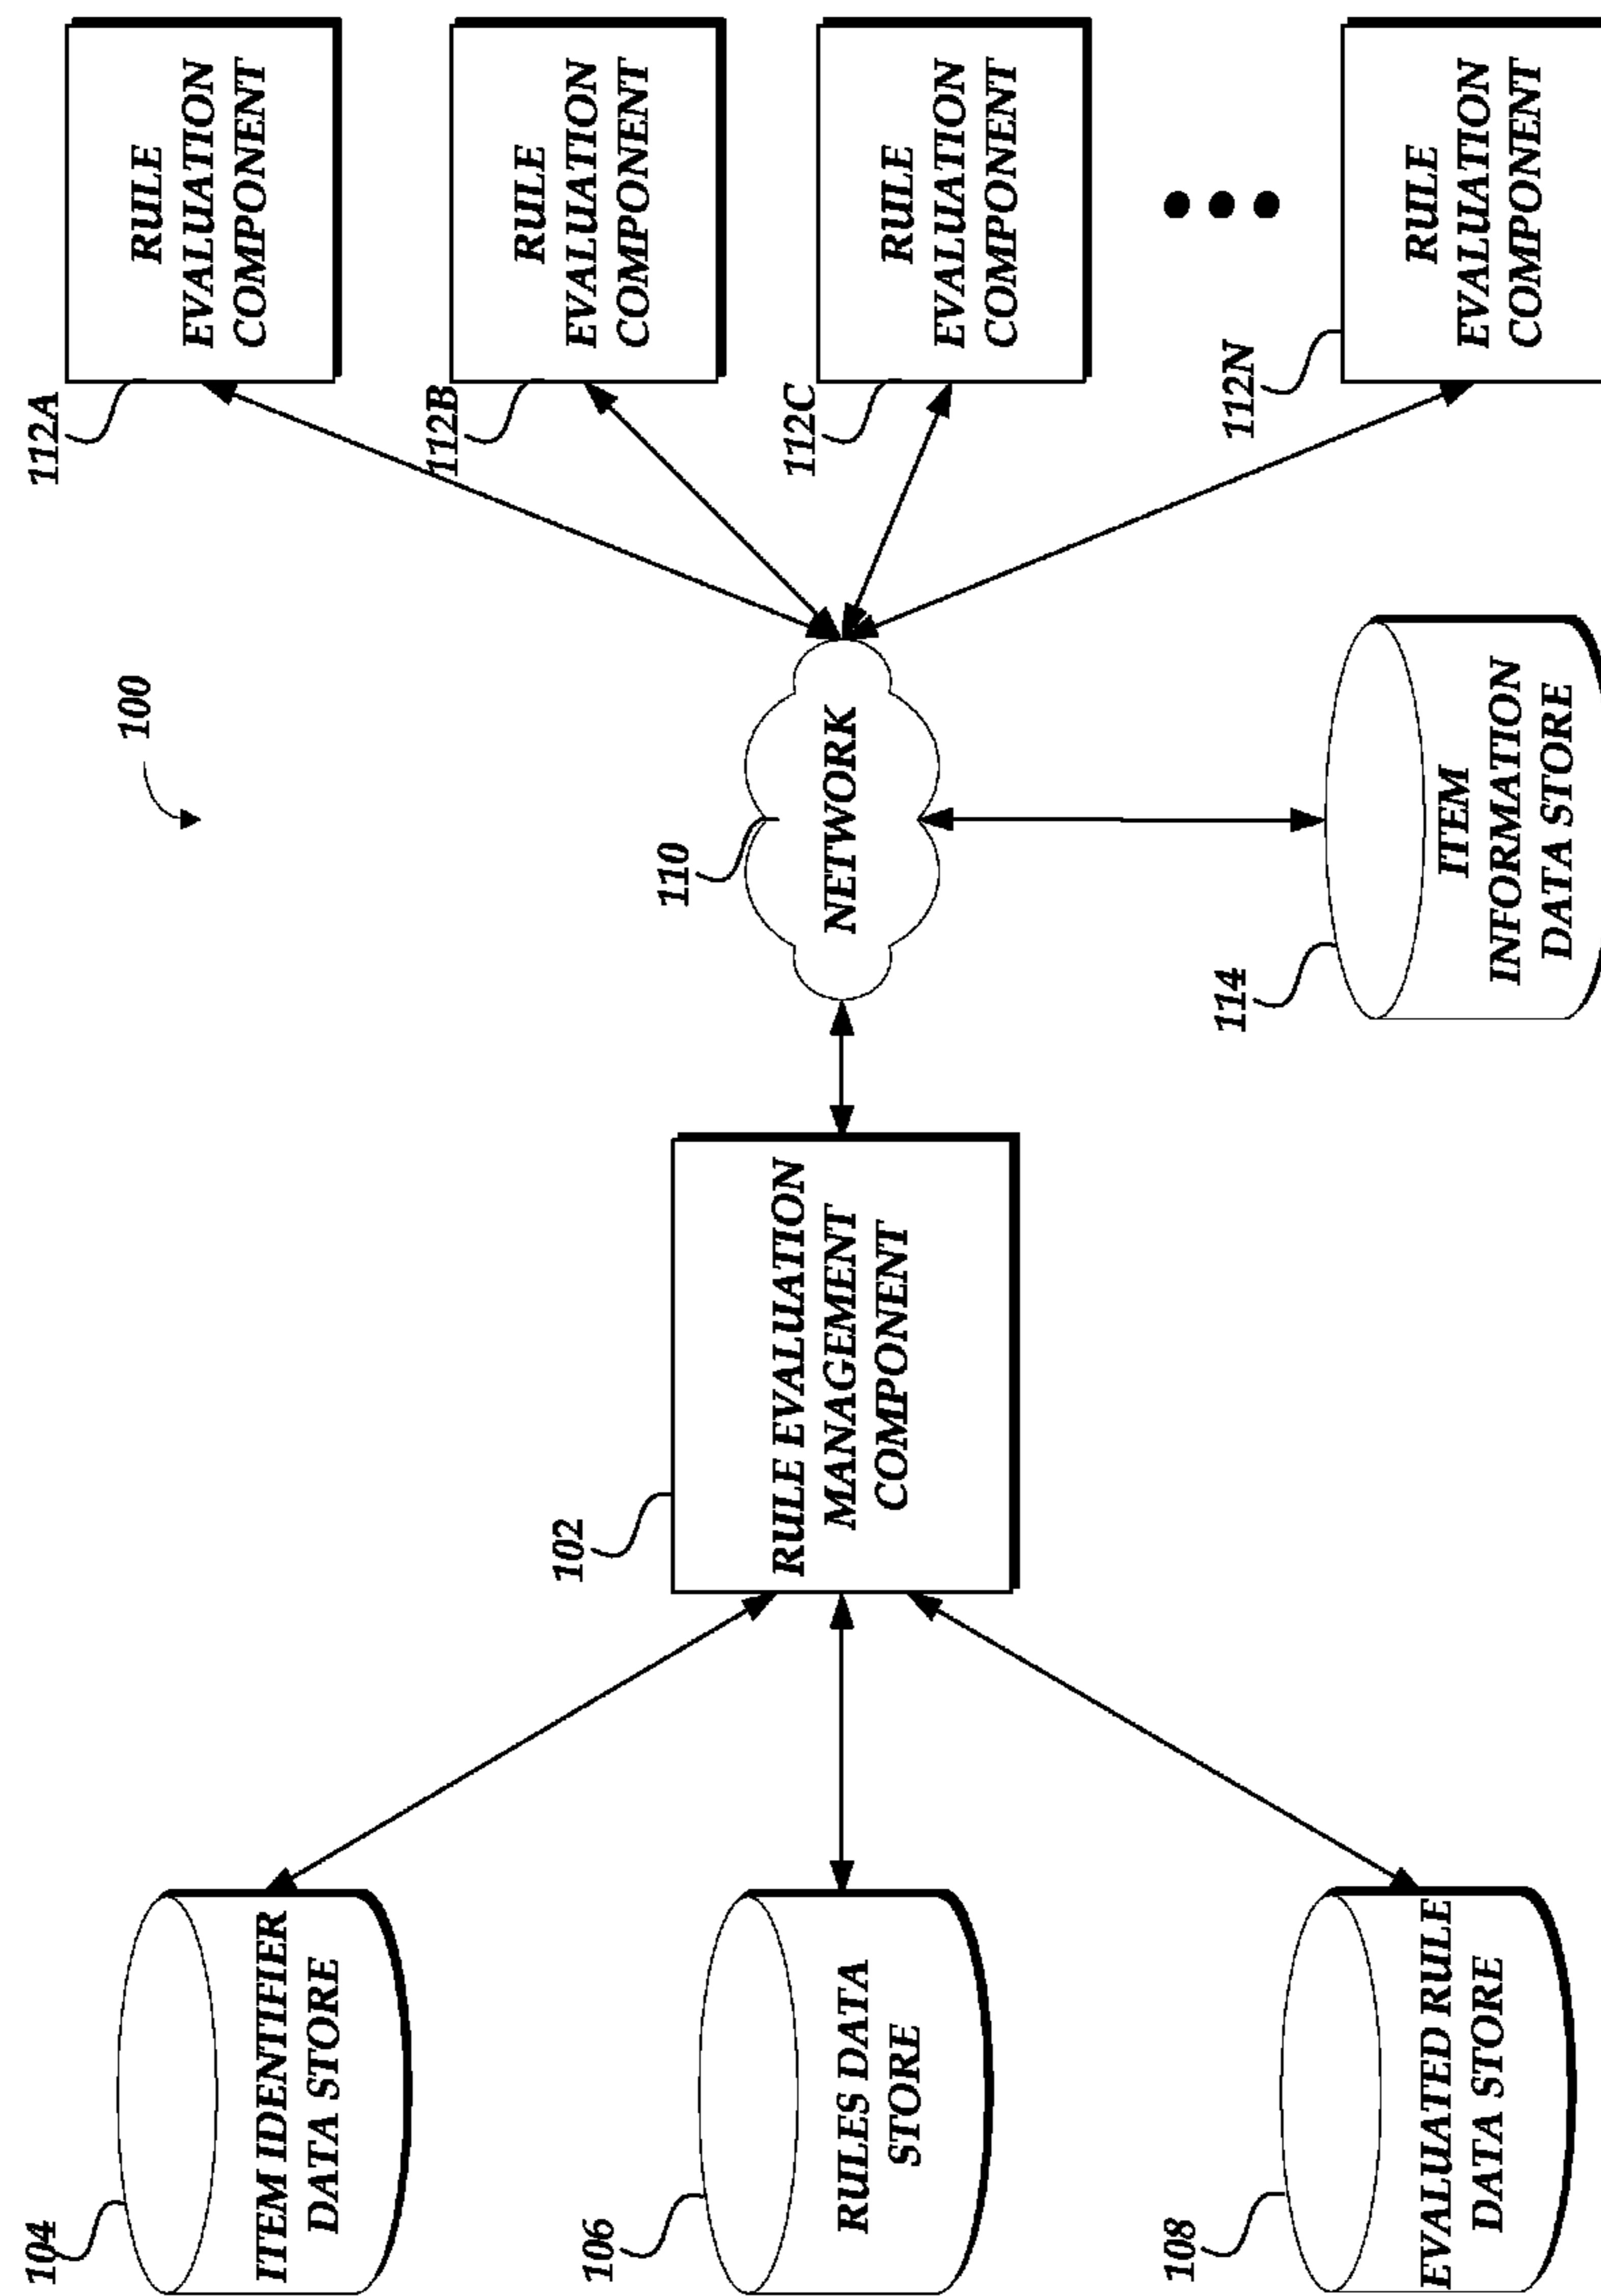 100
104
ITEM IDENTIFIER
DATA STORE
106
RULES DATA
STORE
108
EVALUATED RULE
DATA STORE
102
RULE EVALUATION
MANAGEMENT
COMPONENT
110
NETWORK
114
ITEM
INFORMATION
DATA STORE
112A
RULE
EVALUATION
COMPONENT
112B
RULE
EVALUATION
COMPONENT
112C
RULE
EVALUATION
COMPONENT
112N
RULE
EVALUATION
COMPONENT